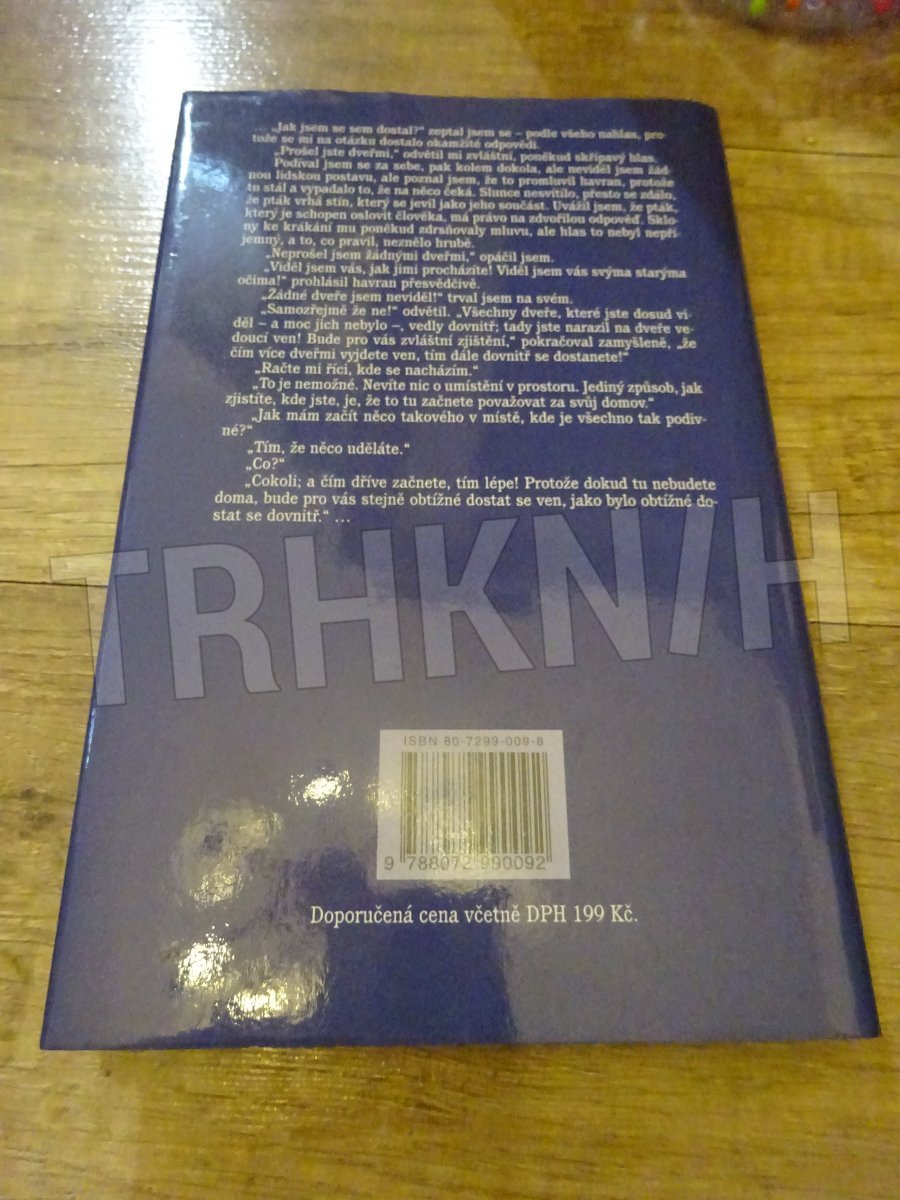 ... „Jak jsem se sem dostal?“ zeptal jsem se – podle všeho nahlas, pro-
tože se mi na otázku dostalo okamžité odpovědi.
„Prošel jste dveřmi,“ odvětil mi zvláštní, poněkud skřípavý hlas.
Podíval jsem se za sebe, pak kolem dokola, ale neviděl jsem žád-
nou lidskou postavu, ale poznal jsem, že to promluvil havran, protože
tu stál a vypadalo to, že na něco čeká. Slunce nesvítilo, přesto se zdálo,
že pták vrhá stín, který se jevil jako jeho součást. Uvážil jsem, že pták,
který je schopen oslovit člověka, má právo na zdvořilou odpověď. Sklo-
ny ke krákání mu poněkud zdrsňovaly mluvu, ale hlas to nebyl nepří-
jemný, a to, co pravil, neznělo hrubě.
„Neprošel jsem žádnými dveřmi,“ opáčil jsem.
„Viděl jsem vás, jak jimi procházíte! Viděl jsem vás svýma starýma
očima!“ prohlásil havran přesvědčivě.
„Žádné dveře jsem neviděl!“ trval jsem na svém.
„Samozřejmě že ne!“ odvětil. „Všechny dveře, které jste dosud vi-
děl – a moc jich nebylo –, vedly dovnitř; tady jste narazil na dveře ve-
doucí ven! Bude pro vás zvláštní zjištění,“ pokračoval zamyšleně, „že
čím více dveřmi vyjdete ven, tím dále dovnitř se dostanete!“
„Račte mi říci, kde se nacházím.“
„To je nemožné. Nevíte nic o umístění v prostoru. Jediný způsob, jak
zjistíte, kde jste, je, že to tu začnete považovat za svůj domov.“
„Jak mám začít něco takového v místě, kde je všechno tak podiv-
né?“
„Tím, že něco uděláte.“
„Co?“
„Cokoli; a čím dříve začnete, tím lépe! Protože dokud tu nebudete
doma, bude pro vás stejně obtížné dostat se ven, jako bylo obtížné do-
stat se dovnitř.“ ...
TRHKNIH
ISBN 80-7299-009-8
9 788072 990092
Doporučená cena včetně DPH 199 Kč.